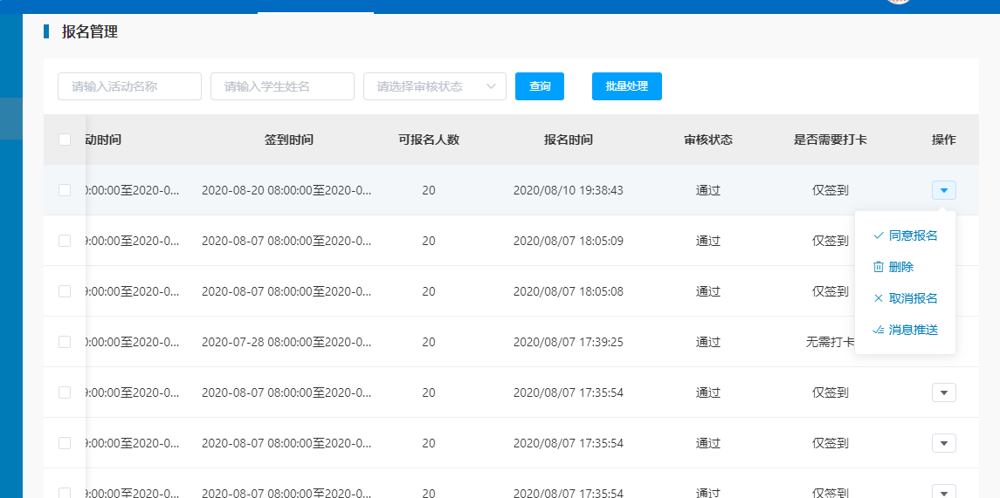 报名管理
请输入活动名称 请输入学生姓名 请选择审核状态 查询 批量处理
动时间 签到时间 可报名人数 报名时间 审核状态 是否需要打卡 操作
0:00:00至2020-0... 2020-08-20 08:00:00至2020-0... 20 2020/08/10 19:38:43 通过 仅签到
同意报名
9:00:00至2020-0... 2020-08-07 08:00:00至2020-0... 20 2020/08/07 18:05:09 通过 仅签到
删除
9:00:00至2020-0... 2020-08-07 08:00:00至2020-0... 20 2020/08/07 18:05:08 通过 仅签到
取消报名
消息推送
0:00:00至2020-0... 2020-07-28 08:00:00至2020-0... 20 2020/08/07 17:39:25 通过 无需打卡
9:00:00至2020-0... 2020-08-07 08:00:00至2020-0... 20 2020/08/07 17:35:54 通过 仅签到
9:00:00至2020-0... 2020-08-07 08:00:00至2020-0... 20 2020/08/07 17:35:54 通过 仅签到
9:00:00至2020-0... 2020-08-07 08:00:00至2020-0... 20 2020/08/07 17:35:54 通过 仅签到